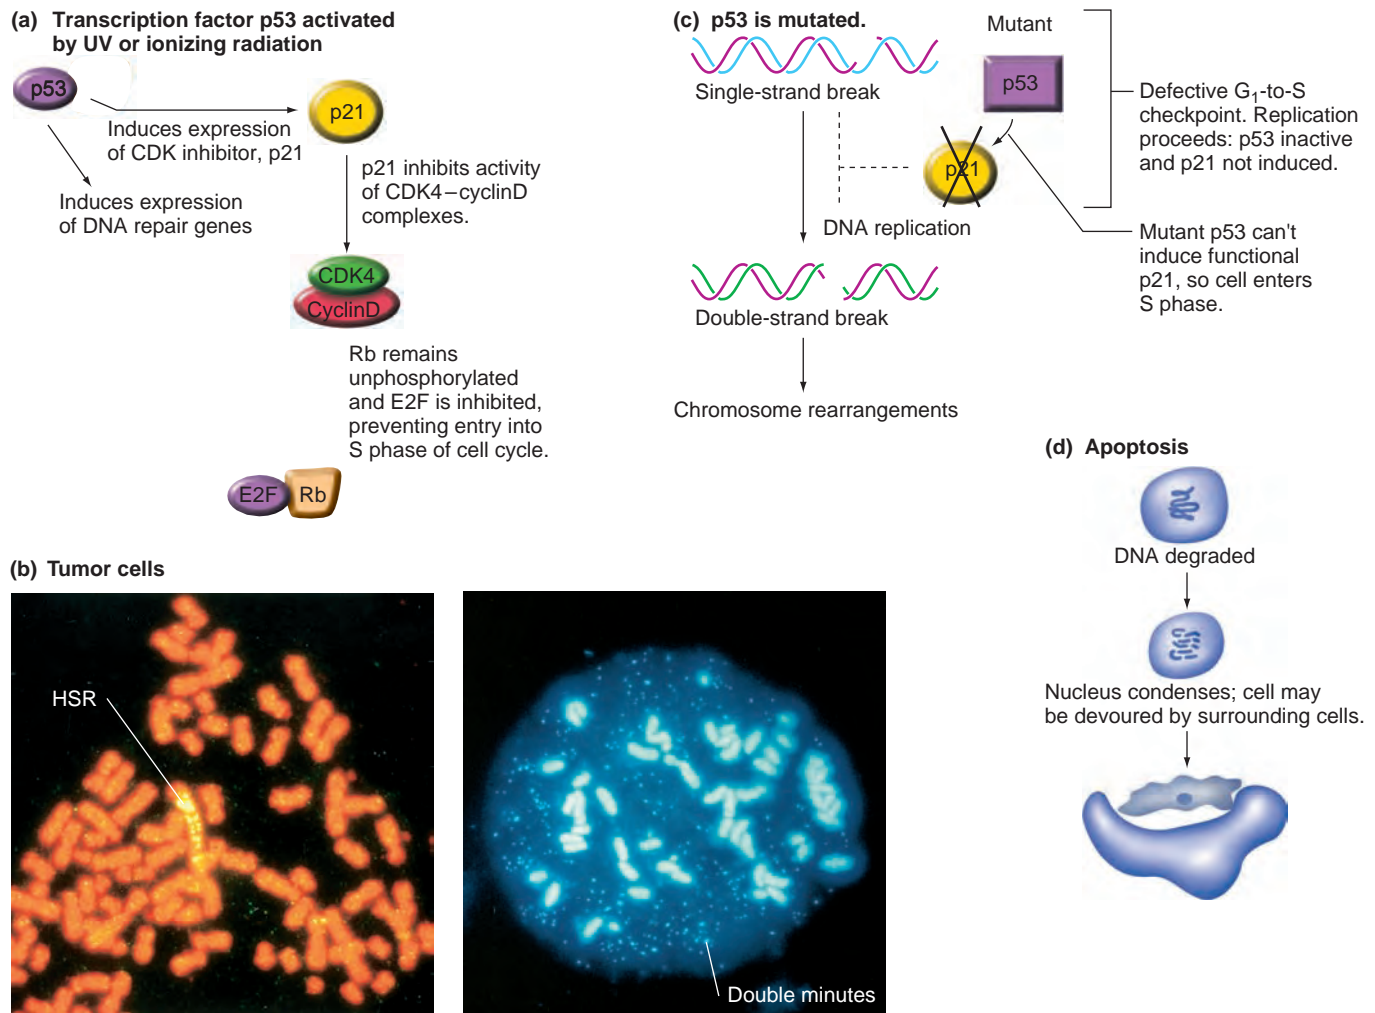 (a) Transcription factor p53 activated
by UV or ionizing radiation
p53
p21
Induces expression
of CDK inhibitor, p21
Induces expression
of DNA repair genes
p21 inhibits activity
of CDK4–cyclinD
complexes.
CDK4
CyclinD
Rb remains
unphosphorylated
and E2F is inhibited,
preventing entry into
S phase of cell cycle.
E2F Rb
(b) Tumor cells
HSR
Double minutes
(c) p53 is mutated.
Single-strand break
Mutant
p53
p21
Defective G₁-to-S
checkpoint. Replication
proceeds: p53 inactive
and p21 not induced.
DNA replication
Mutant p53 can't
induce functional
p21, so cell enters
S phase.
Double-strand break
Chromosome rearrangements
(d) Apoptosis
DNA degraded
Nucleus condenses; cell may
be devoured by surrounding cells.